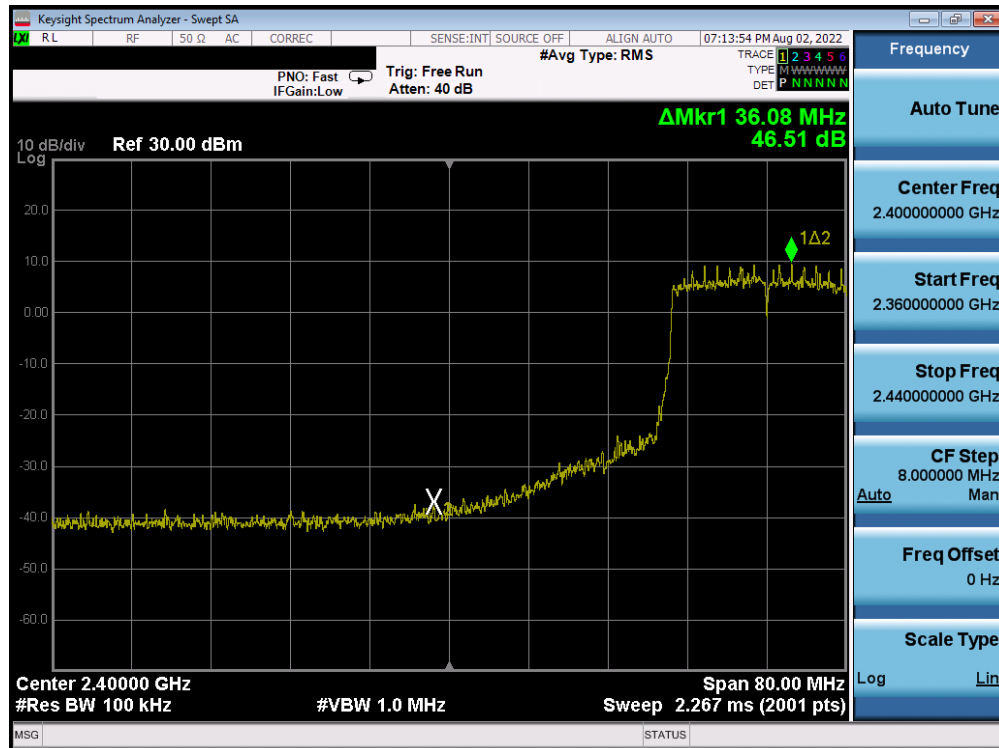 Keysight Spectrum Analyzer - Swept SA
LXI RL RF 50 Ω AC CORREC SENSE:INT SOURCE OFF ALIGN AUTO 07:13:54 PM Aug 02, 2022
#Avg Type: RMS
TRACE 1 2 3 4 5 6
PNO: Fast Trig: Free Run
TYPE M WWWWW
IFGain:Low Atten: 40 dB
DET P N N N N N
ΔMkr1 36.08 MHz
46.51 dB
10 dB/div Ref 30.00 dBm
Log
1Δ2
20.0
10.0
0.00
-10.0
-20.0
-30.0
X
-40.0
-50.0
-60.0
Center 2.40000 GHz Span 80.00 MHz
#Res BW 100 kHz #VBW 1.0 MHz Sweep 2.267 ms (2001 pts)
MSG STATUS
Frequency
Auto Tune
Center Freq
2.400000000 GHz
Start Freq
2.360000000 GHz
Stop Freq
2.440000000 GHz
CF Step
8.000000 MHz
Auto Man
Freq Offset
0 Hz
Scale Type
Log Lin